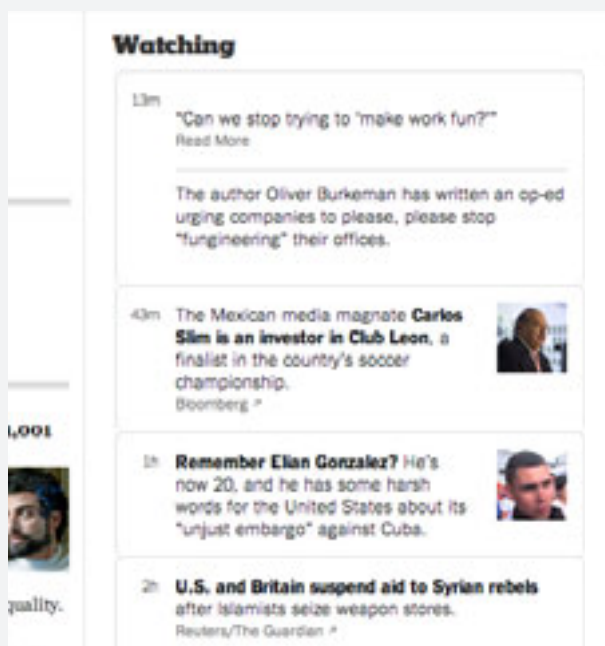 Watching
13m
"Can we stop trying to 'make work fun?'"
Read More
The author Oliver Burkeman has written an op-ed
urging companies to please, please stop
"fungineering" their offices.
43m The Mexican media magnate Carlos
Slim is an investor in Club Leon, a
finalist in the country's soccer
championship.
Bloomberg ↗
1,001
1h Remember Elian Gonzalez? He's
now 20, and he has some harsh
words for the United States about its
"unjust embargo" against Cuba.
2h U.S. and Britain suspend aid to Syrian rebels
after Islamists seize weapon stores.
quality.
Reuters/The Guardian ↗